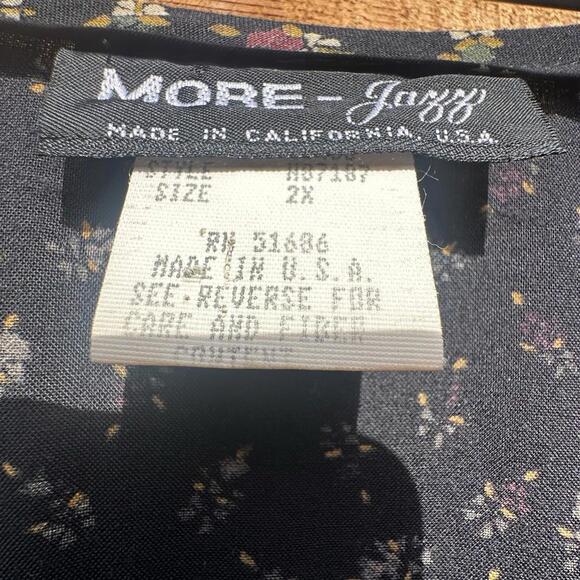 MORE - Jazz
MADE IN CALIFORNIA, U.S.A.
STYLE H87187
SIZE 2X
RN 51686
MADE IN U.S.A.
SEE REVERSE FOR
CARE AND FIBER
CONTENT